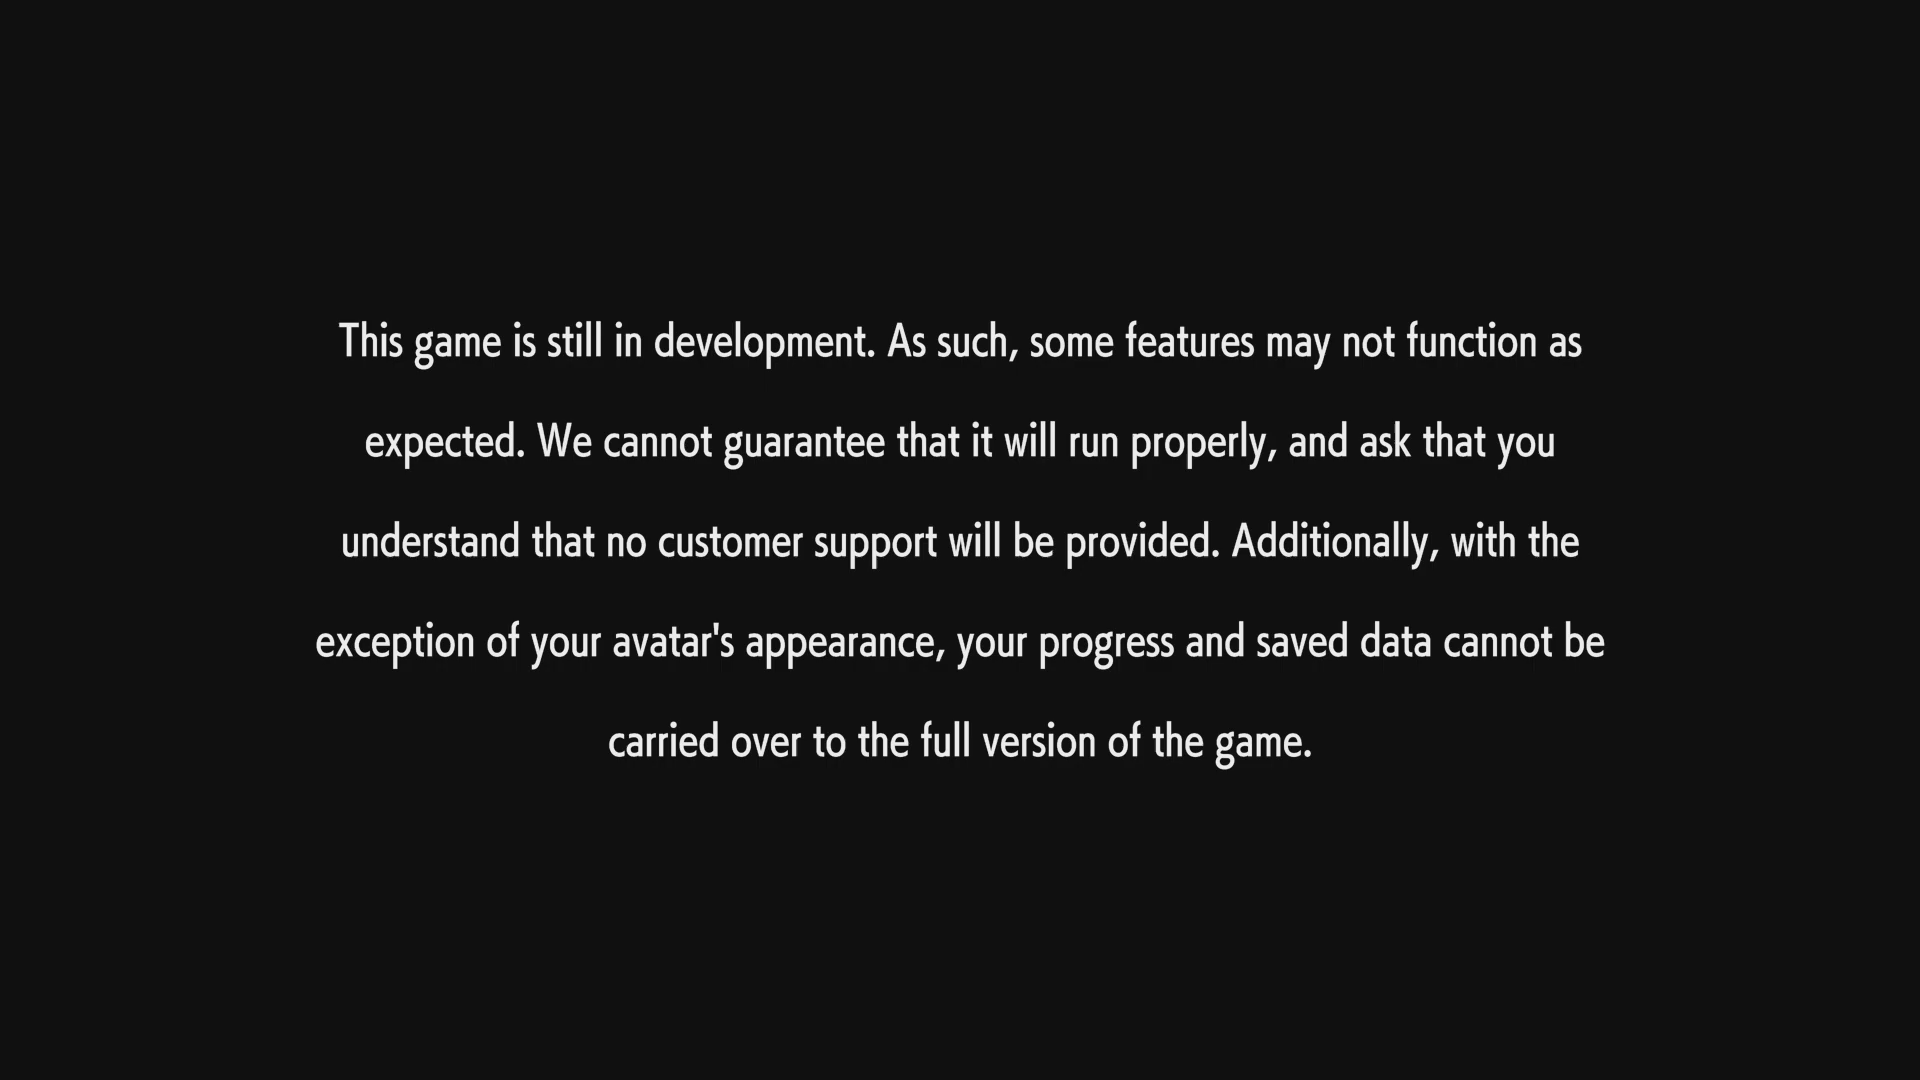 This game is still in development. As such, some features may not function as
expected. We cannot guarantee that it will run properly, and ask that you
understand that no customer support will be provided. Additionally, with the
exception of your avatar's appearance, your progress and saved data cannot be
carried over to the full version of the game.